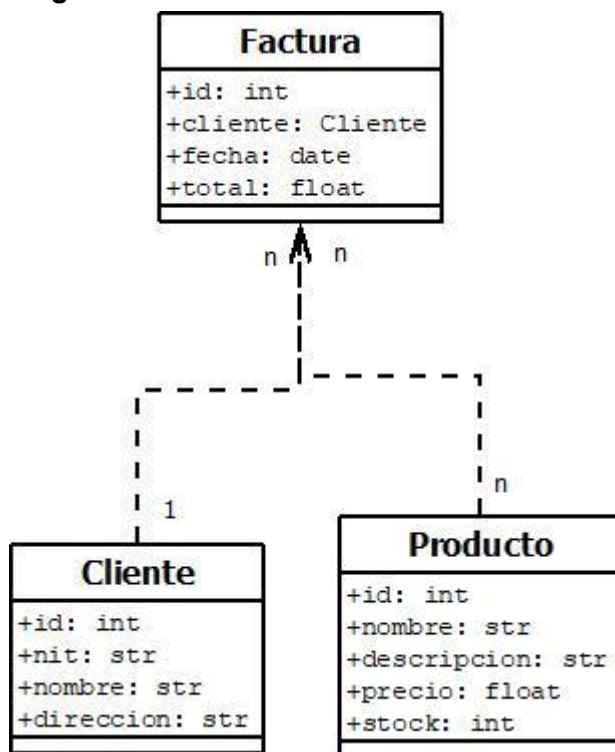 Factura
+id: int
+cliente: Cliente
+fecha: date
+total: float
n n
1
n
Cliente
+id: int
+nit: str
+nombre: str
+direccion: str
Producto
+id: int
+nombre: str
+descripcion: str
+precio: float
+stock: int